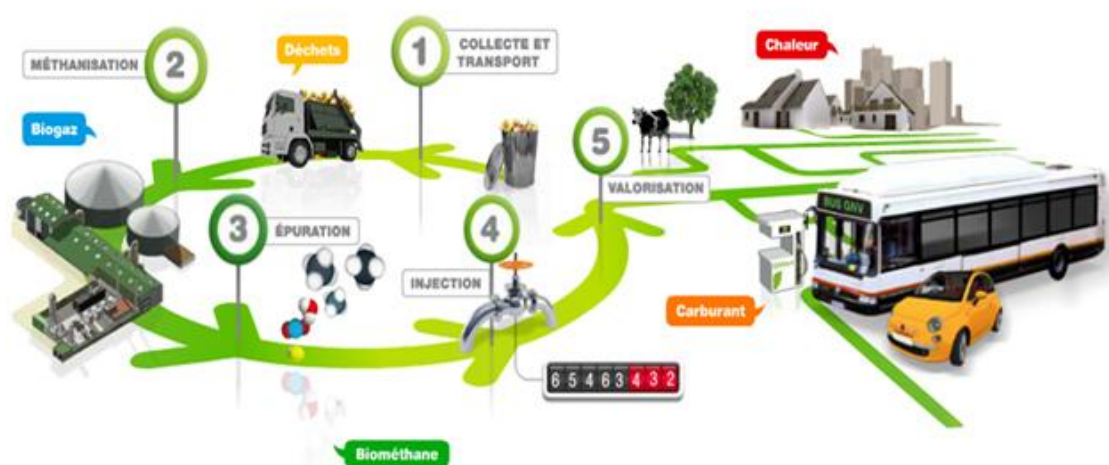 1
COLLECTE ET
TRANSPORT
Déchets
2
MÉTHANISATION
Biogaz
3
ÉPURATION
Biométhane
4
INJECTION
6 5 4 6 3 4 3 2
5
VALORISATION
Chaleur
BUS GNV
Carburant